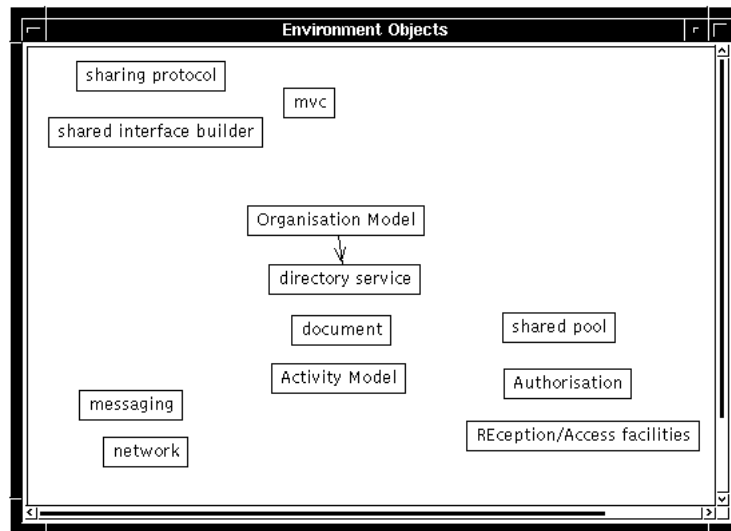 Environment Objects
sharing protocol
mvc
shared interface builder
Organisation Model
directory service
document
shared pool
Activity Model
Authorisation
messaging
REception/Access facilities
network